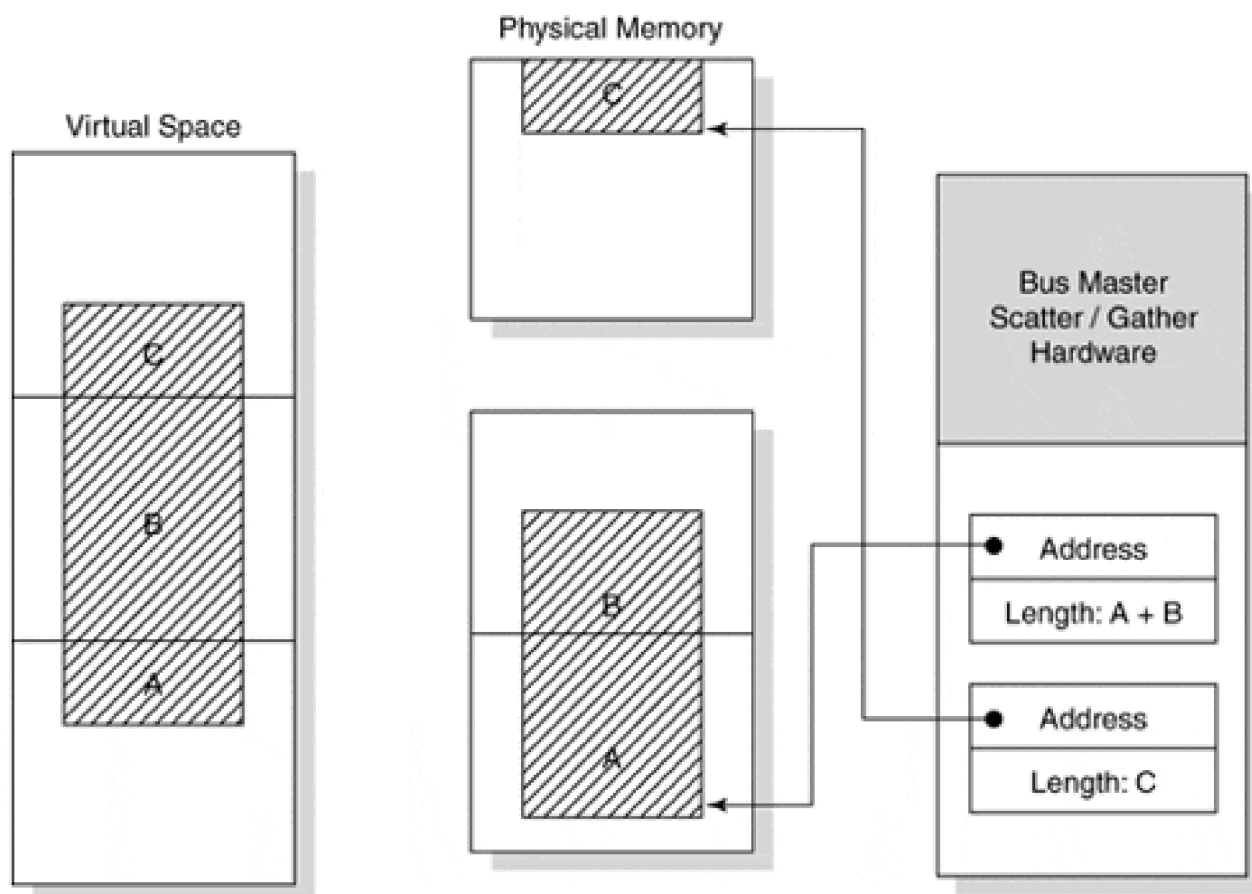 Physical Memory
C
Virtual Space
C
B
A
B
A
Bus Master
Scatter / Gather
Hardware
Address
Length: A + B
Address
Length: C